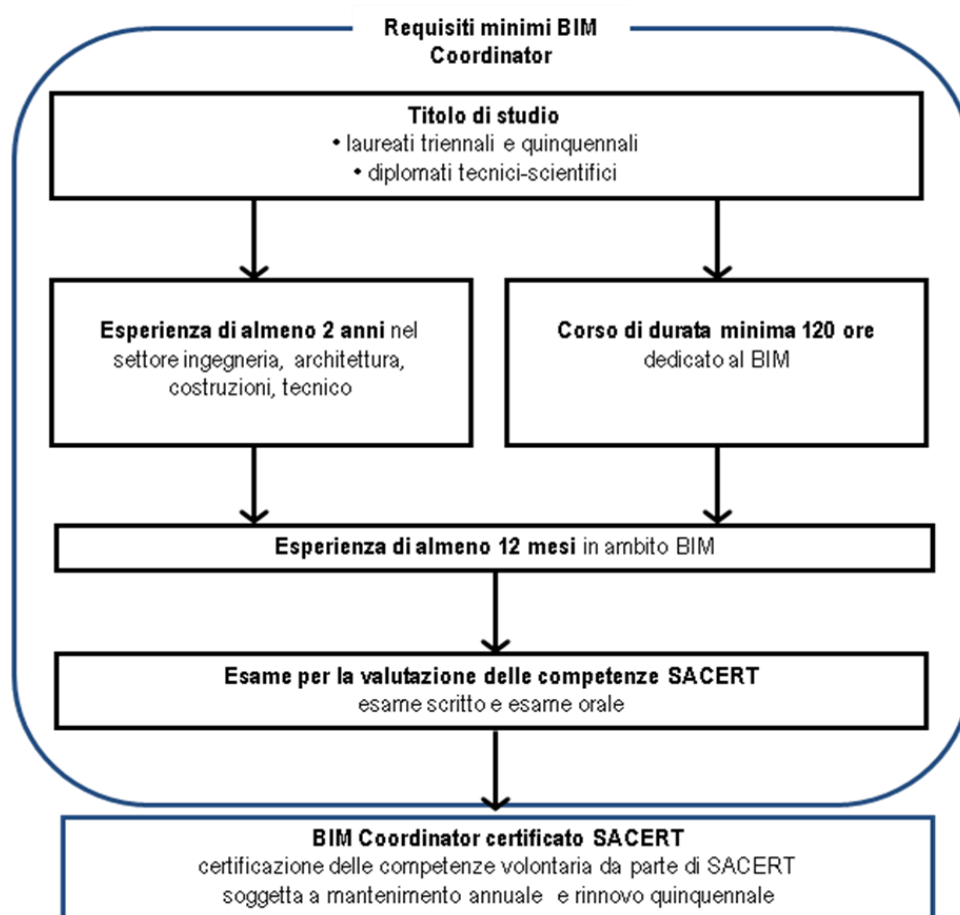 Requisiti minimi BIM
Coordinator
Titolo di studio
• laureati triennali e quinquennali
• diplomati tecnici-scientifici
Esperienza di almeno 2 anni nel
settore ingegneria, architettura,
costruzioni, tecnico
Corso di durata minima 120 ore
dedicato al BIM
Esperienza di almeno 12 mesi in ambito BIM
Esame per la valutazione delle competenze SACERT
esame scritto e esame orale
BIM Coordinator certificato SACERT
certificazione delle competenze volontaria da parte di SACERT
soggetta a mantenimento annuale e rinnovo quinquennale